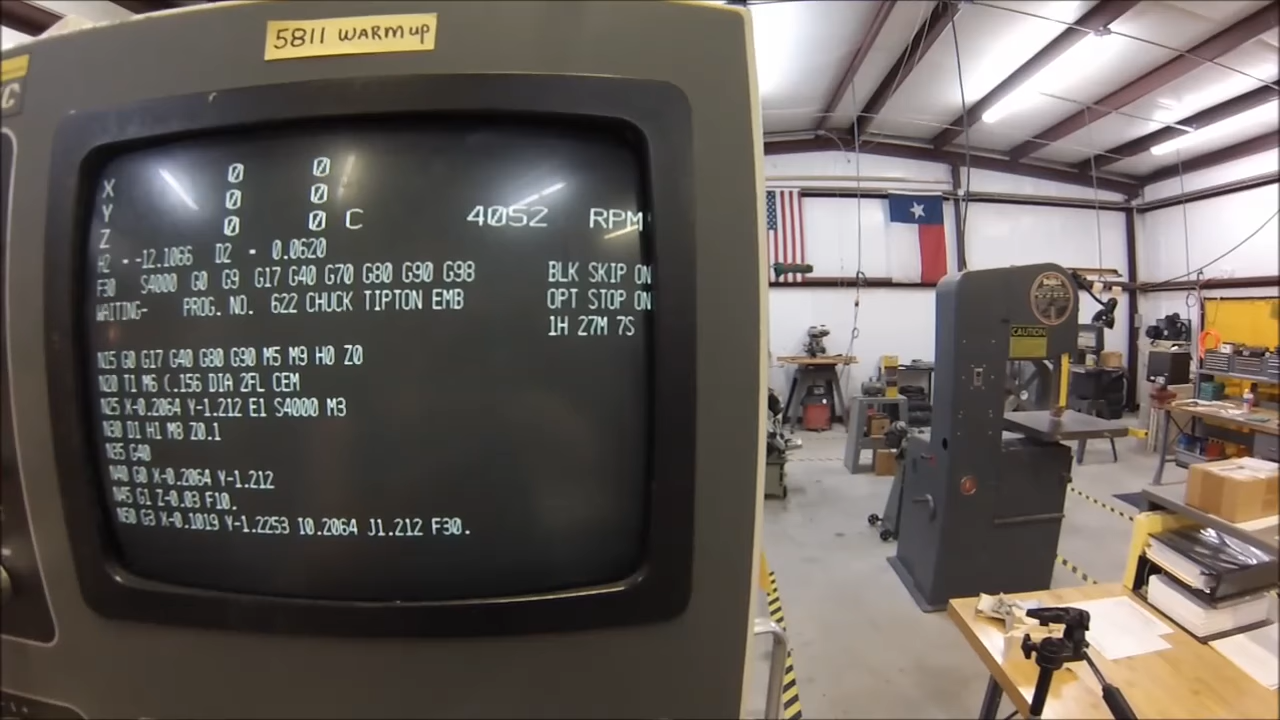 5811 WARMUP
C
X 0 0
Y 0 0
Z 0 0 C 4052 RPM
H2 - -12.1066 D2 - 0.0620
F30 S4000 G0 G9 G17 G40 G70 G80 G90 G98 BLK SKIP ON
WAITING- PROG. NO. 622 CHUCK TIPTON EMB OPT STOP ON
1H 27M 7S
N15 G0 G17 G40 G80 G90 M5 M9 H0 Z0
N20 T1 M6 (.156 DIA 2FL CEM
N25 X-0.2064 Y-1.212 E1 S4000 M3
N30 D1 H1 M8 Z0.1
N35 G40
N40 G0 X-0.2064 Y-1.212
N45 G1 Z-0.03 F10.
N50 G3 X-0.1019 Y-1.2253 I0.2064 J1.212 F30.
CAUTION